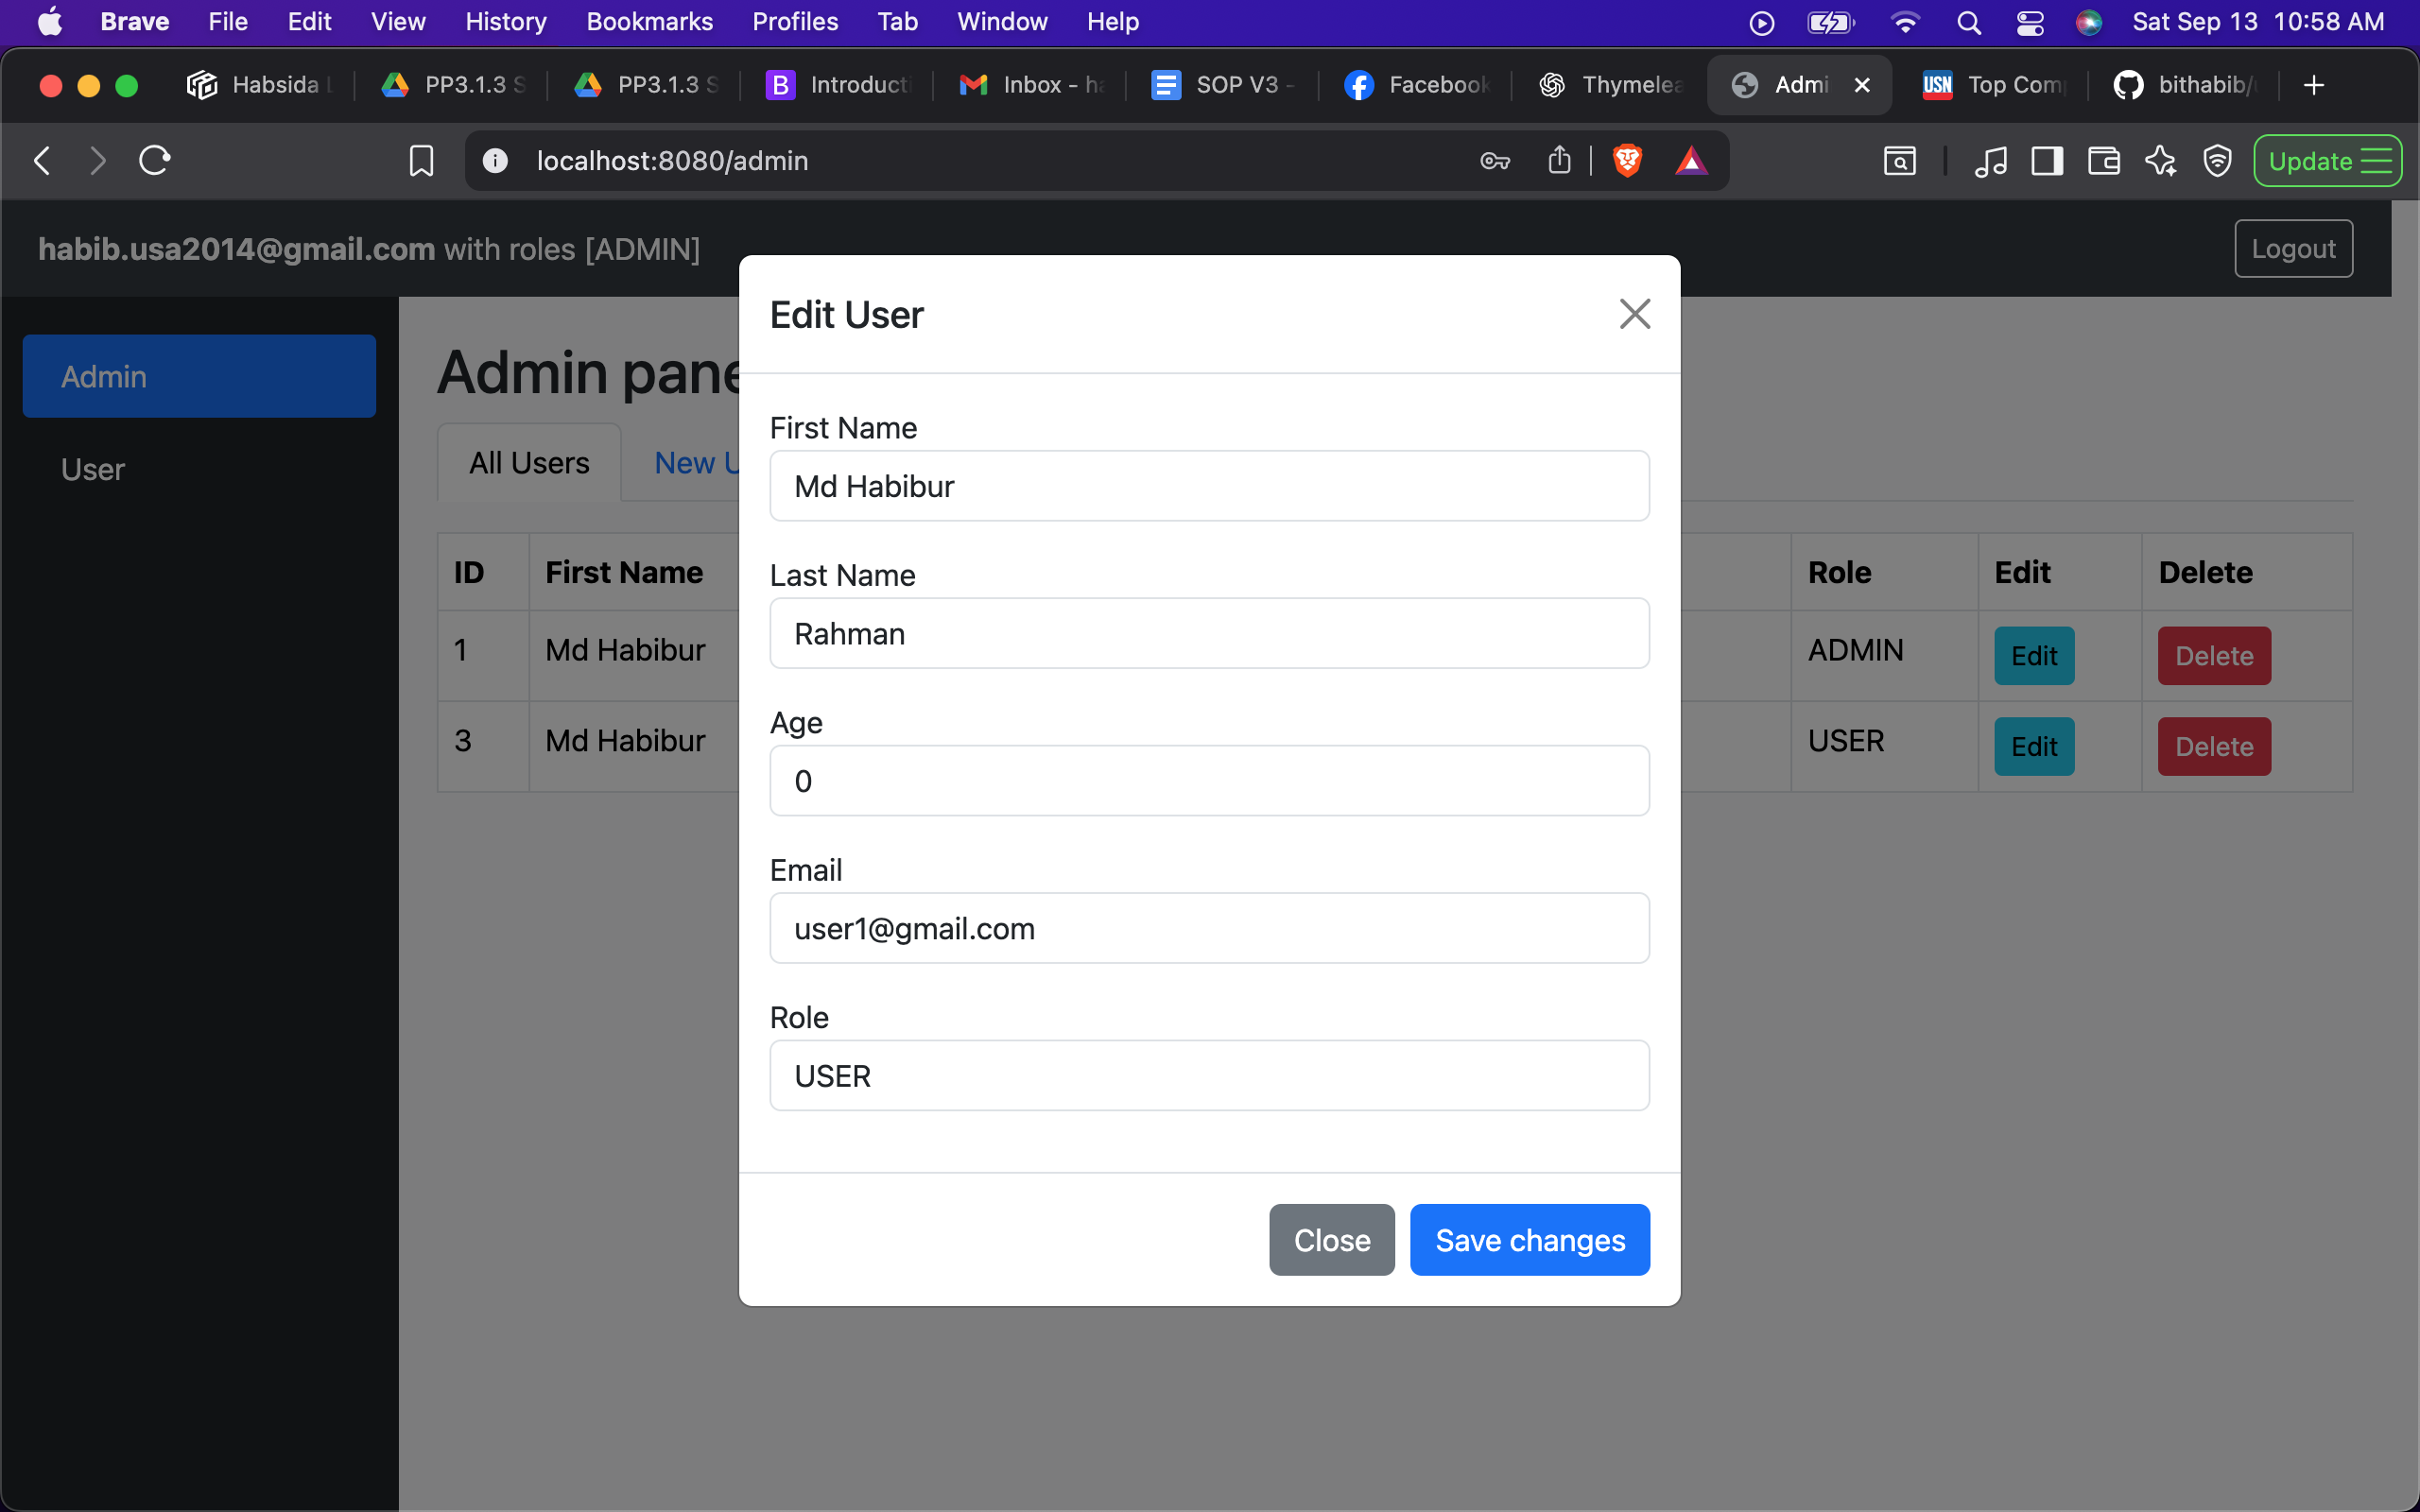 Brave File Edit View History Bookmarks Profiles Tab Window Help Sat Sep 13 10:58 AM
Habsida PP3.1.3 S PP3.1.3 S Introducti Inbox - ha SOP V3 - Facebook Thymelea Admi USN Top Com bithabib/
localhost:8080/admin Update
habib.usa2014@gmail.com with roles [ADMIN] Logout
Edit User
Admin
Admin pane
First Name
All Users New U
Md Habibur
User
Last Name
ID First Name Role Edit Delete
Rahman
1 Md Habibur ADMIN Edit Delete
Age
3 Md Habibur USER Edit Delete
0
Email
user1@gmail.com
Role
USER
Close Save changes